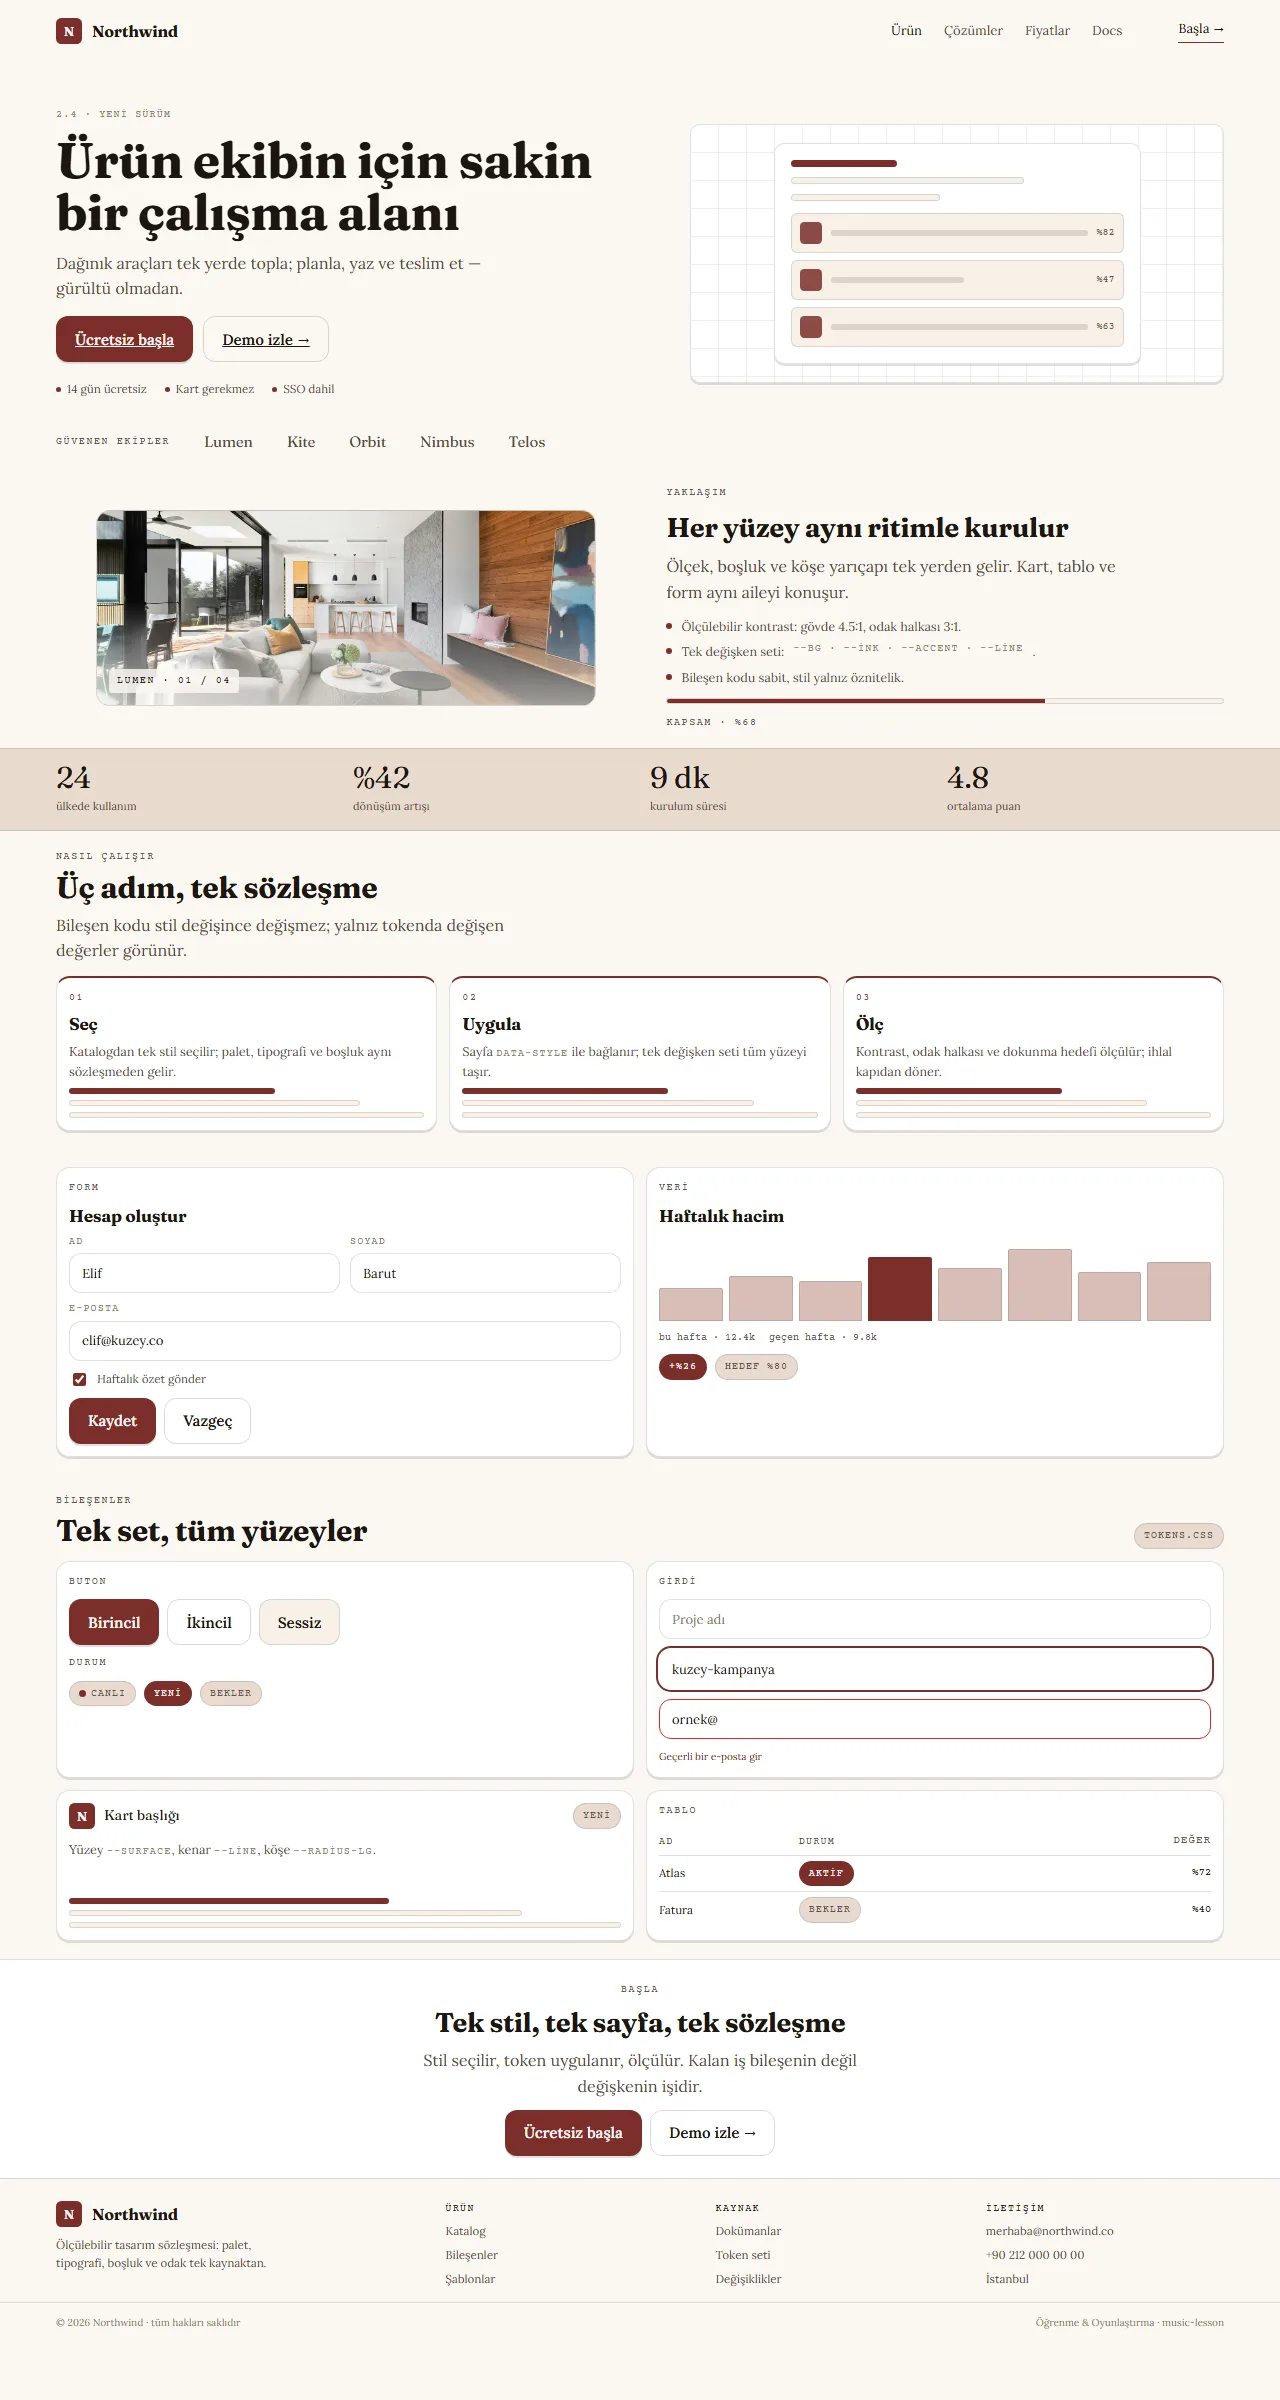 N Northwind
Ürün Çözümler Fiyatlar Docs Başla →
2.4 · YENİ SÜRÜM
Ürün ekibin için sakin
bir çalışma alanı
Dağınık araçları tek yerde topla; planla, yaz ve teslim et —
gürültü olmadan.
Ücretsiz başla Demo izle →
14 gün ücretsiz Kart gerekmez SSO dahil
%82
%47
%63
GÜVENEN EKİPLER Lumen Kite Orbit Nimbus Telos
LUMEN · 01 / 04
YAKLAŞIM
Her yüzey aynı ritimle kurulur
Ölçek, boşluk ve köşe yarıçapı tek yerden gelir. Kart, tablo ve
form aynı aileyi konuşur.
Ölçülebilir kontrast: gövde 4.5:1, odak halkası 3:1.
Tek değişken seti: --BG · --İNK · --ACCENT · --LİNE .
Bileşen kodu sabit, stil yalnız öznitelik.
KAPSAM · %68
24 %42 9 dk 4.8
ülkede kullanım dönüşüm artışı kurulum süresi ortalama puan
NASIL ÇALIŞIR
Üç adım, tek sözleşme
Bileşen kodu stil değişince değişmez; yalnız tokenda değişen
değerler görünür.
01
Seç
Katalogdan tek stil seçilir; palet, tipografi ve boşluk aynı
sözleşmeden gelir.
02
Uygula
Sayfa DATA-STYLE ile bağlanır; tek değişken seti tüm yüzeyi
taşır.
03
Ölç
Kontrast, odak halkası ve dokunma hedefi ölçülür; ihlal
kapıdan döner.
FORM
Hesap oluştur
AD SOYAD
Elif Barut
E-POSTA
elif@kuzey.co
Haftalık özet gönder
Kaydet Vazgeç
VERİ
Haftalık hacim
bu hafta · 12.4k geçen hafta · 9.8k
+%26 HEDEF %80
BİLEŞENLER
Tek set, tüm yüzeyler
TOKENS.CSS
BUTON
Birincil İkincil Sessiz
DURUM
CANLI YENİ BEKLER
GİRDİ
Proje adı
kuzey-kampanya
ornek@
Geçerli bir e-posta gir
N Kart başlığı YENİ
Yüzey --SURFACE, kenar --LİNE, köşe --RADİUS-LG.
TABLO
AD DURUM DEĞER
Atlas AKTİF %72
Fatura BEKLER %40
BAŞLA
Tek stil, tek sayfa, tek sözleşme
Stil seçilir, token uygulanır, ölçülür. Kalan iş bileşenin değil
değişkenin işidir.
Ücretsiz başla Demo izle →
N Northwind
Ölçülebilir tasarım sözleşmesi: palet,
tipografi, boşluk ve odak tek kaynaktan.
ÜRÜN
Katalog
Bileşenler
Şablonlar
KAYNAK
Dokümanlar
Token seti
Değişiklikler
İLETİŞİM
merhaba@northwind.co
+90 212 000 00 00
İstanbul
© 2026 Northwind · tüm hakları saklıdır
Öğrenme & Oyunlaştırma · music-lesson